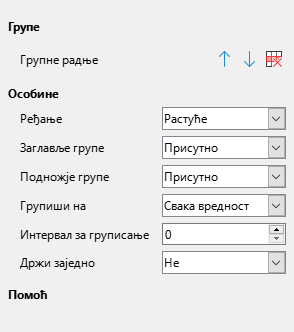 Групе
Групне радње
Особине
Ређање Растуће
Заглавље групе Присутно
Подножје групе Присутно
Групиши на Свака вредност
Интервал за груписање 0
Држи заједно Не
Помоћ